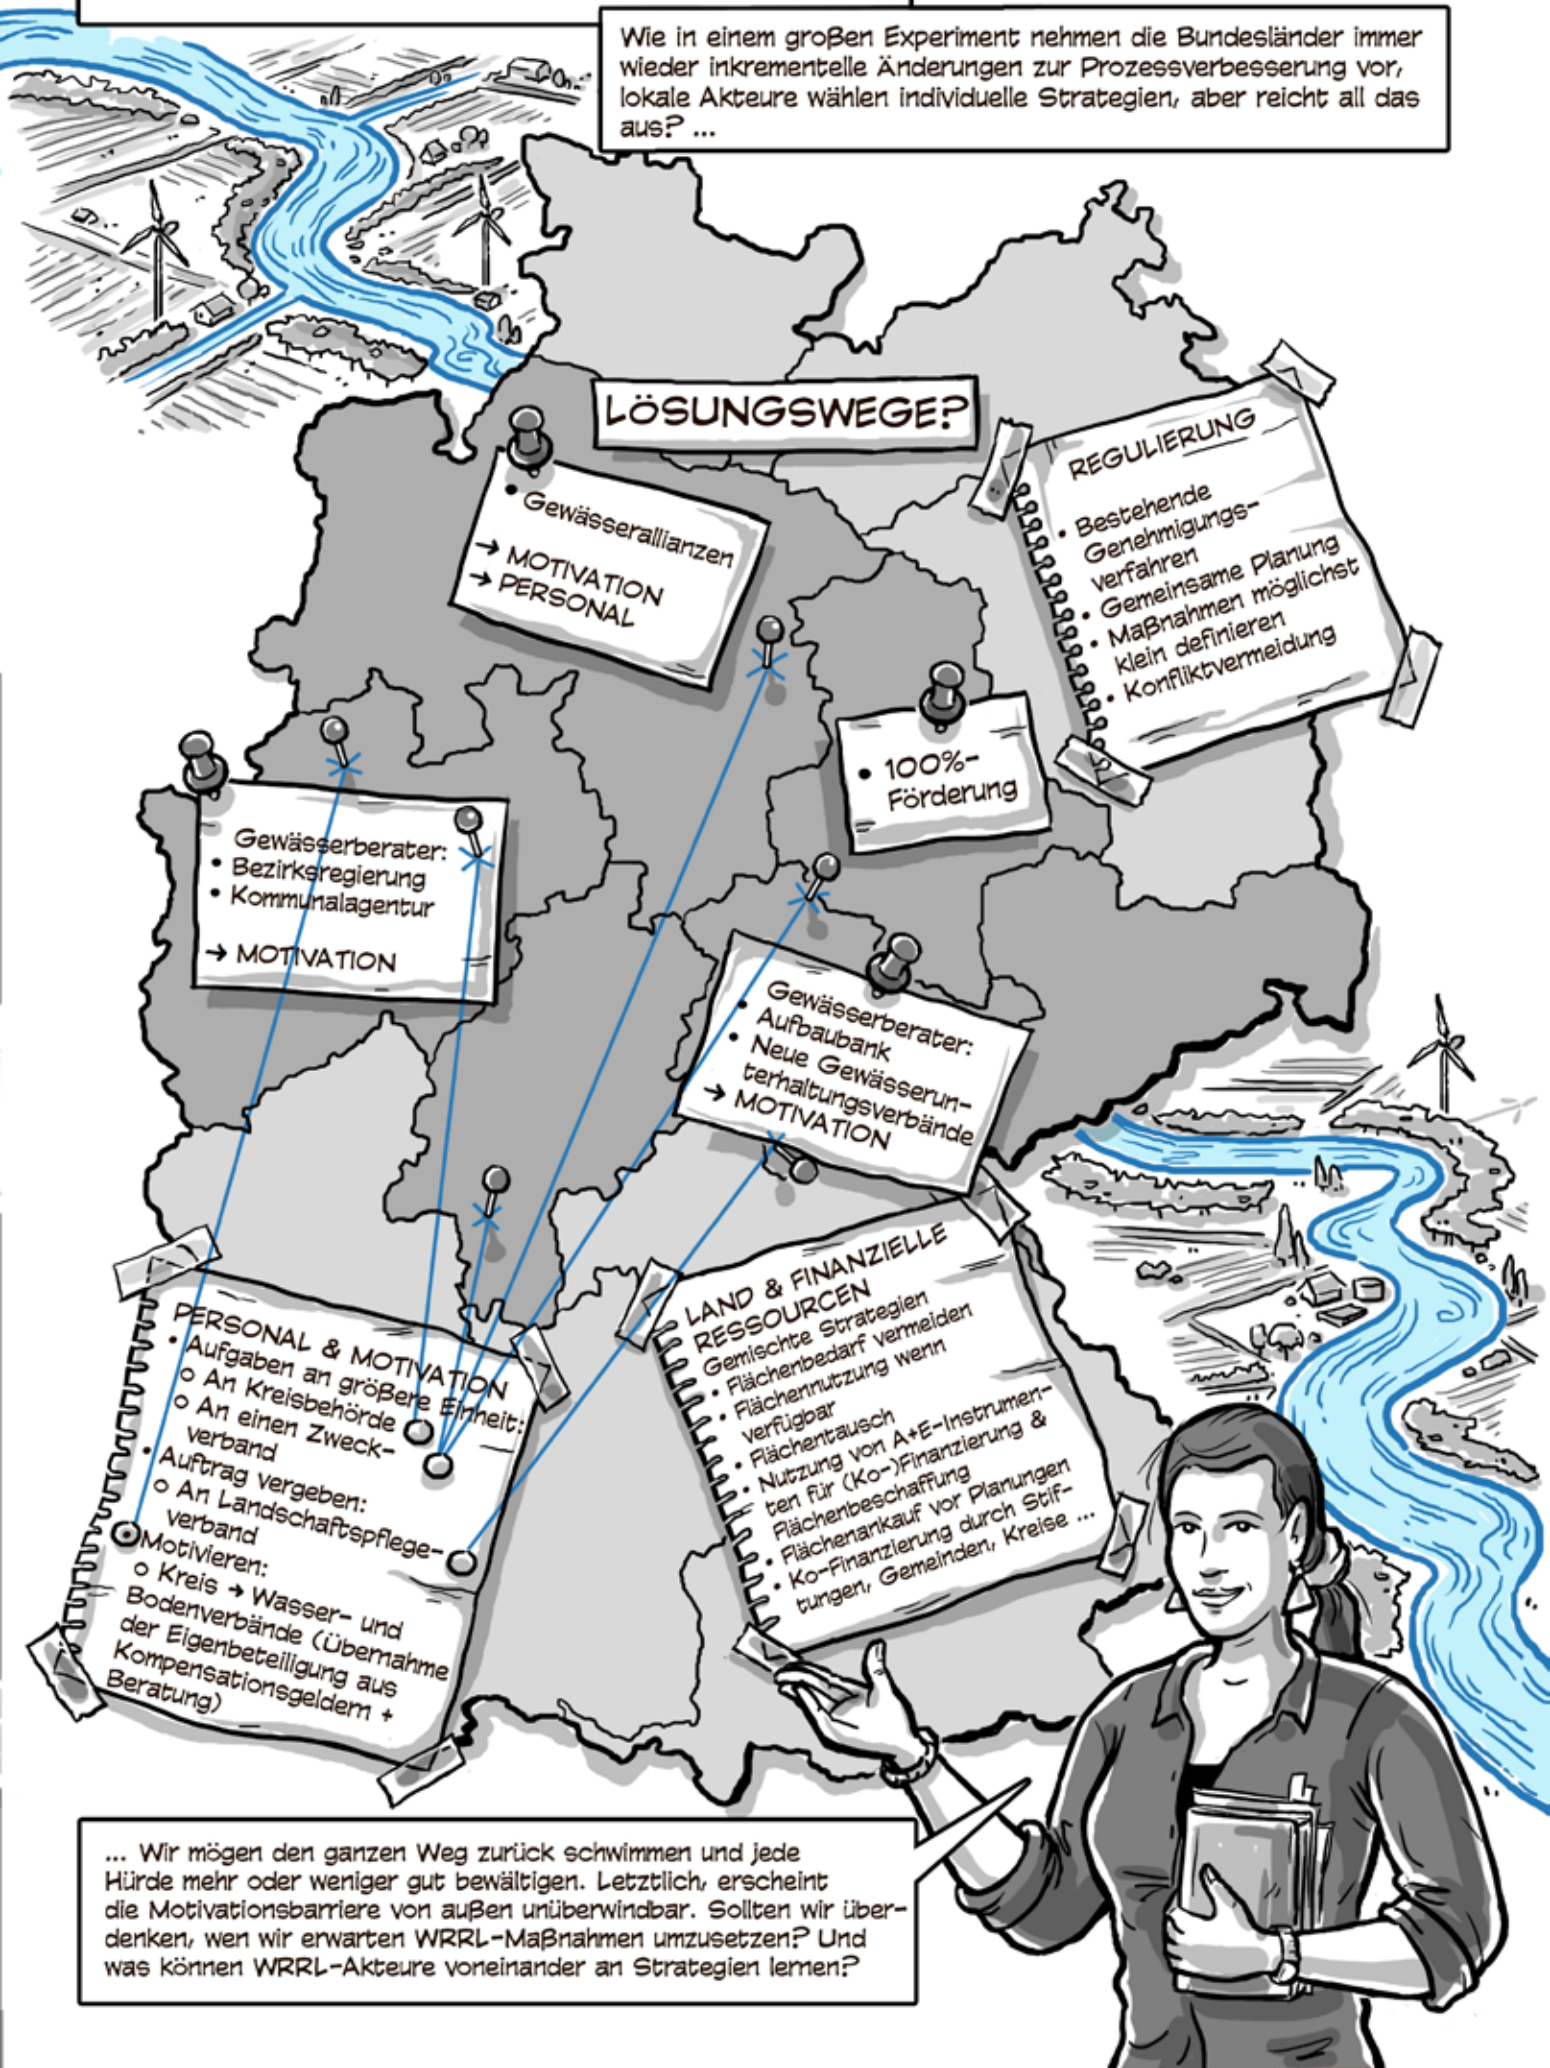 Wie in einem großen Experiment nehmen die Bundesländer immer
wieder inkrementelle Änderungen zur Prozessverbesserung vor,
lokale Akteure wählen individuelle Strategien, aber reicht all das
aus? ...
LÖSUNGSWEGE?
• Gewässerallianzen
→ MOTIVATION
→ PERSONAL
REGULIERUNG
• Bestehende
Genehmigungs-
verfahren
• Gemeinsame Planung
• Maßnahmen möglichst
klein definieren
• Konfliktvermeidung
• 100%-
Förderung
Gewässerberater:
• Bezirksregierung
• Kommunalagentur
→ MOTIVATION
Gewässerberater:
• Aufbaubank
• Neue Gewässerun-
terhaltungsverbände
→ MOTIVATION
PERSONAL & MOTIVATION
• Aufgaben an größere Einheit:
o An Kreisbehörde
o An einen Zweck-
verband
• Auftrag vergeben:
o An Landschaftspflege-
verband
Motivieren:
o Kreis → Wasser- und
Bodenverbände (Übernahme
der Eigenbeteiligung aus
Kompensationsgeldern +
Beratung)
LAND & FINANZIELLE
RESSOURCEN
Gemischte Strategien
• Flächenbedarf vermeiden
• Flächennutzung wenn
verfügbar
• Flächentausch
• Nutzung von A+E-Instrumen-
ten für (Ko-)Finanzierung &
Flächenbeschaffung
• Flächenankauf vor Planungen
• Ko-Finanzierung durch Stif-
tungen, Gemeinden, Kreise ...
... Wir mögen den ganzen Weg zurück schwimmen und jede
Hürde mehr oder weniger gut bewältigen. Letztlich, erscheint
die Motivationsbarriere von außen unüberwindbar. Sollten wir über-
denken, wen wir erwarten WRRL-Maßnahmen umzusetzen? Und
was können WRRL-Akteure voneinander an Strategien lernen?